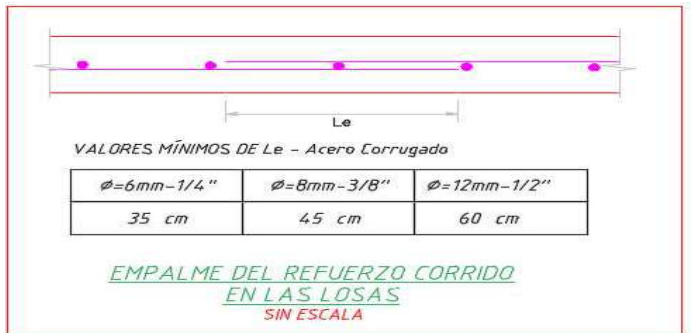 Le
VALORES MÍNIMOS DE Le - Acero Corrugado
Ø=6mm-1/4" Ø=8mm-3/8" Ø=12mm-1/2"
35 cm 45 cm 60 cm
EMPALME DEL REFUERZO CORRIDO
EN LAS LOSAS
SIN ESCALA